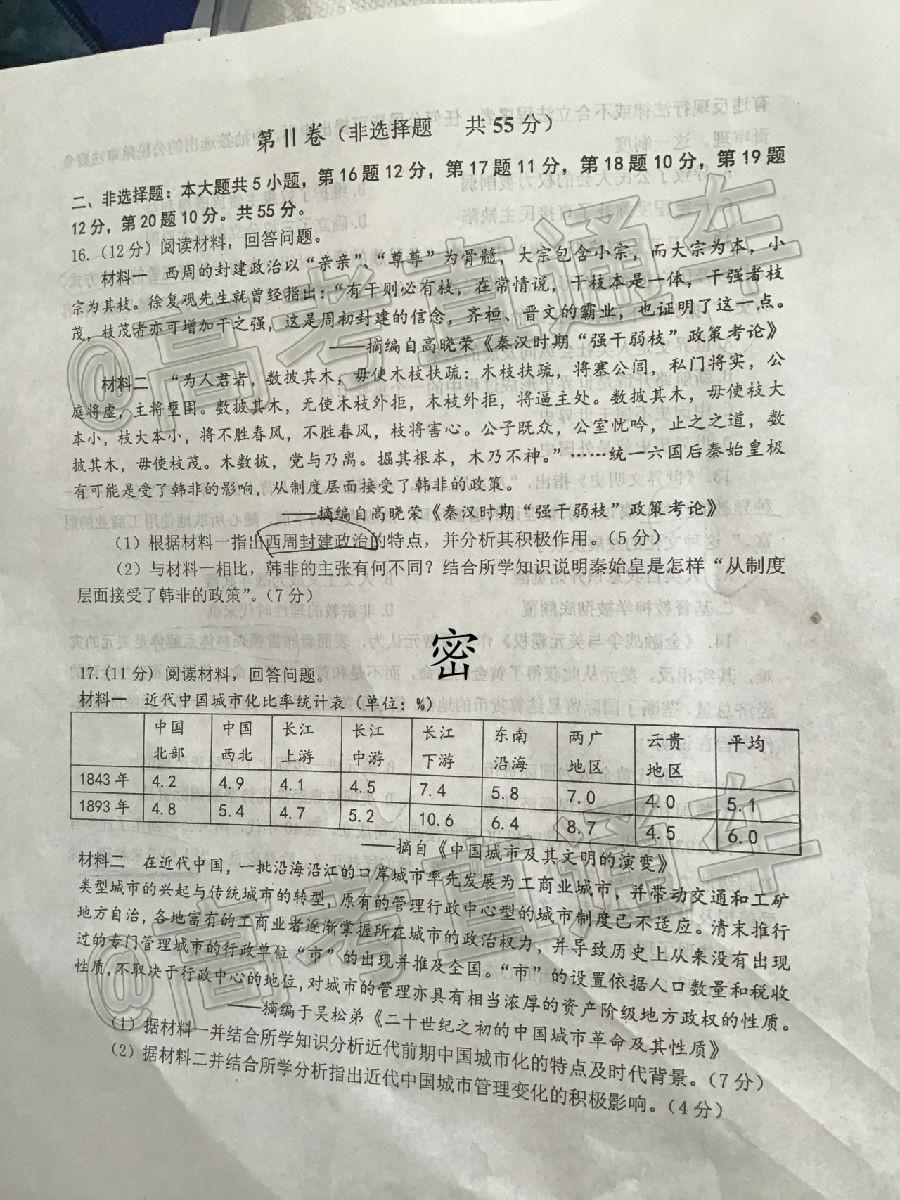 第Ⅱ卷（非选择题 共55分）
二、非选择题：本大题共5小题，第16题12分，第17题11分，第18题10分，第19题
12分，第20题10分。共55分。
16.（12分）阅读材料，回答问题。
材料一 西周的封建政治以“亲亲”“尊尊”为骨髓，大宗包含小宗，而大宗为本，小
宗为其枝。徐复观先生就曾经指出：“有干则必有枝，在常情说，干枝本是一体，干强者枝
茂，枝茂者亦可增加干之强，这是周初封建的信念，齐桓、晋文的霸业，也证明了这一点。
——摘编自高晓荣《秦汉时期“强干弱枝”政策考论》
材料二 “为人君者，数披其木，毋使木枝扶疏；木枝扶疏，将塞公闾，私门将实，公
庭将虚，主将壅圉。数披其木，无使木枝外拒，木枝外拒，将逼主处。数披其木，毋使枝大
本小，枝大本小，将不胜春风，不胜春风，枝将害心。公子既众，公室忧吟，止之之道，数
披其木，毋使枝茂。木数披，党与乃离。掘其根本，木乃不神。”……统一六国后秦始皇极
有可能是受了韩非的影响，从制度层面接受了韩非的政策。
——摘编自高晓荣《秦汉时期“强干弱枝”政策考论》
（1）根据材料一指出西周封建政治的特点，并分析其积极作用。（5分）
（2）与材料一相比，韩非的主张有何不同？结合所学知识说明秦始皇是怎样“从制度
层面接受了韩非的政策”。（7分）
密
17.（11分）阅读材料，回答问题。
材料一 近代中国城市化比率统计表（单位：%）
中国北部 中国西北 长江上游 长江中游 长江下游 东南沿海 两广地区 云贵地区 平均
1843年 4.2 4.9 4.1 4.5 7.4 5.8 7.0 4.0 5.1
1893年 4.8 5.4 4.7 5.2 10.6 6.4 8.7 4.5 6.0
——摘自《中国城市及其文明的演变》
材料二 在近代中国，一批沿海沿江的口岸城市率先发展为工商业城市，并带动交通和工矿
类型城市的兴起与传统城市的转型，原有的管理行政中心型的城市制度已不适应。清末推行
地方自治，各地富有的工商业者逐渐掌握所在城市的政治权力，并导致历史上从来没有出现
过的专门管理城市的行政单位“市”的出现并推及全国。“市”的设置依据人口数量和税收
性质，不取决于行政中心的地位，对城市的管理亦具有相当浓厚的资产阶级地方政权的性质。
——摘编于吴松弟《二十世纪之初的中国城市革命及其性质》
（1）据材料一并结合所学知识分析近代前期中国城市化的特点及时代背景。（7分）
（2）据材料二并结合所学分析指出近代中国城市管理变化的积极影响。（4分）
@高考直通车
@高考直通车